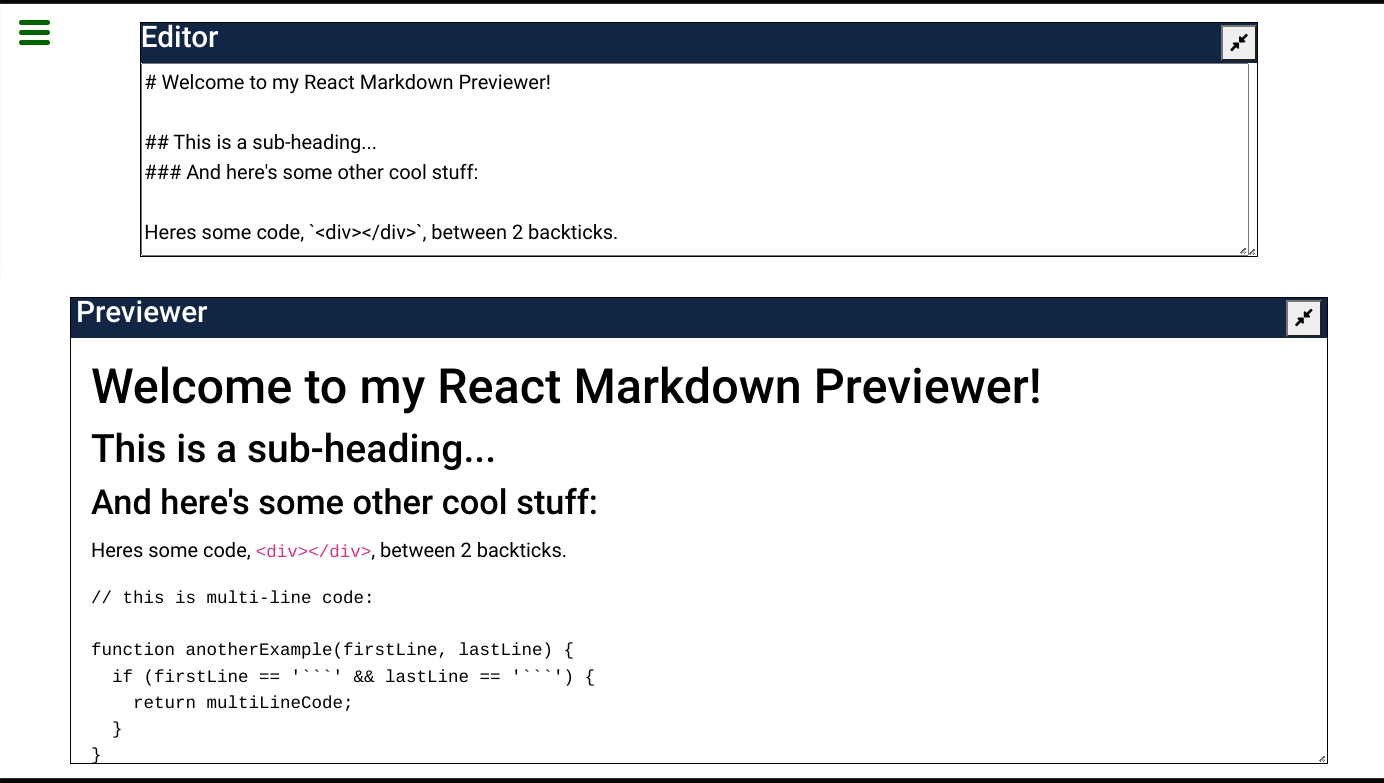 Editor
# Welcome to my React Markdown Previewer!
## This is a sub-heading...
### And here's some other cool stuff:
Heres some code, `<div></div>`, between 2 backticks.
Previewer
Welcome to my React Markdown Previewer!
This is a sub-heading...
And here's some other cool stuff:
Heres some code, <div></div>, between 2 backticks.
// this is multi-line code:
function anotherExample(firstLine, lastLine) {
  if (firstLine == '```' && lastLine == '```') {
    return multiLineCode;
  }
}